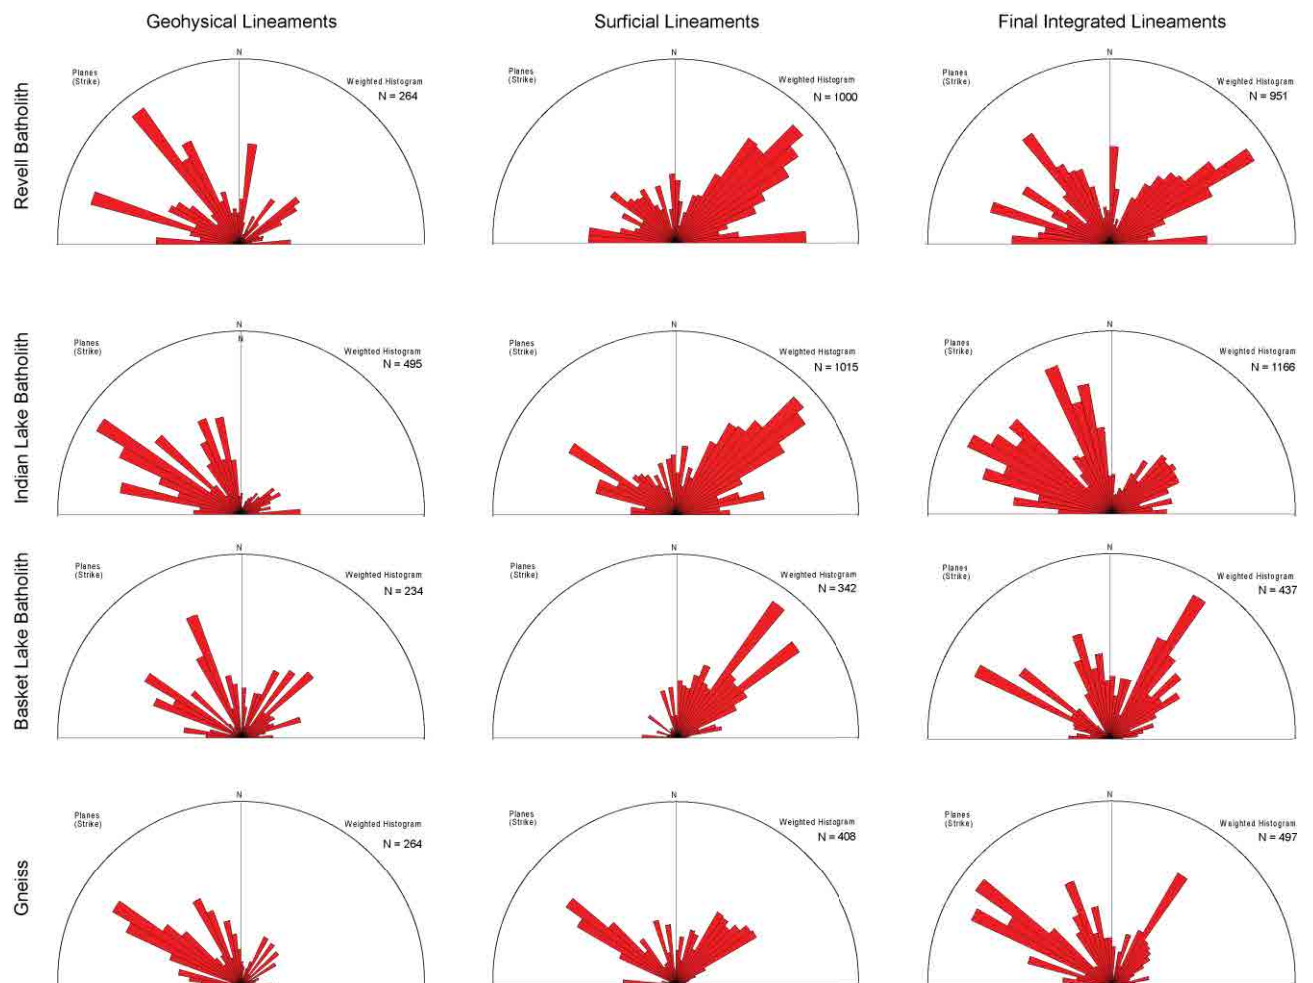 Geohysical Lineaments
Surficial Lineaments
Final Integrated Lineaments
Revell Batholith
N
Planes
(Strike)
Weighted Histogram
N = 264
N
Planes
(Strike)
Weighted Histogram
N = 1000
N
Planes
(Strike)
Weighted Histogram
N = 951
Indian Lake Batholith
N
N
Planes
(Strike)
Weighted Histogram
N = 495
N
Planes
(Strike)
Weighted Histogram
N = 1015
N
Planes
(Strike)
Weighted Histogram
N = 1166
Basket Lake Batholith
N
Planes
(Strike)
Weighted Histogram
N = 234
N
Planes
(Strike)
Weighted Histogram
N = 342
N
Planes
(Strike)
Weighted Histogram
N = 437
Gneiss
N
Planes
(Strike)
Weighted Histogram
N = 264
N
Planes
(Strike)
Weighted Histogram
N = 408
N
Planes
(Strike)
Weighted Histogram
N = 497